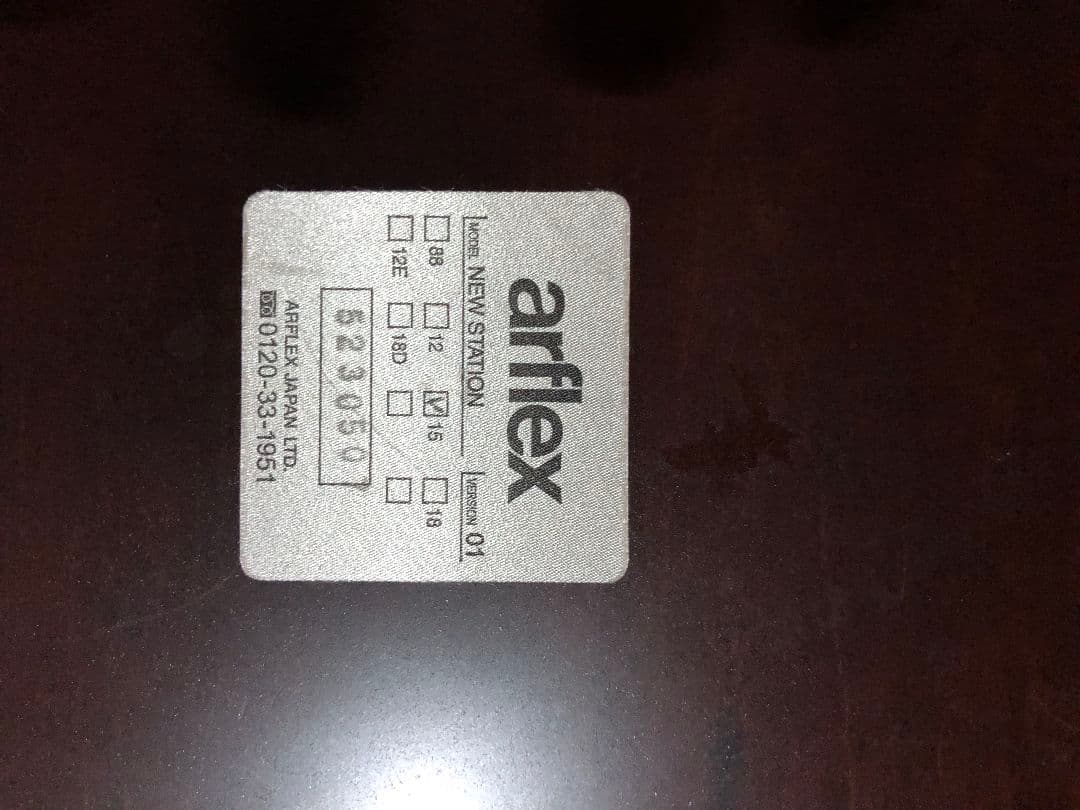 arflex
MODEL NEW STATION VERSION 01
☐ 88 ☐ 12 ☑ 15 ☐ 18
☐ 12E ☐ 18D ☐ ☐
523050
ARFLEX JAPAN LTD.
0120-33-1951